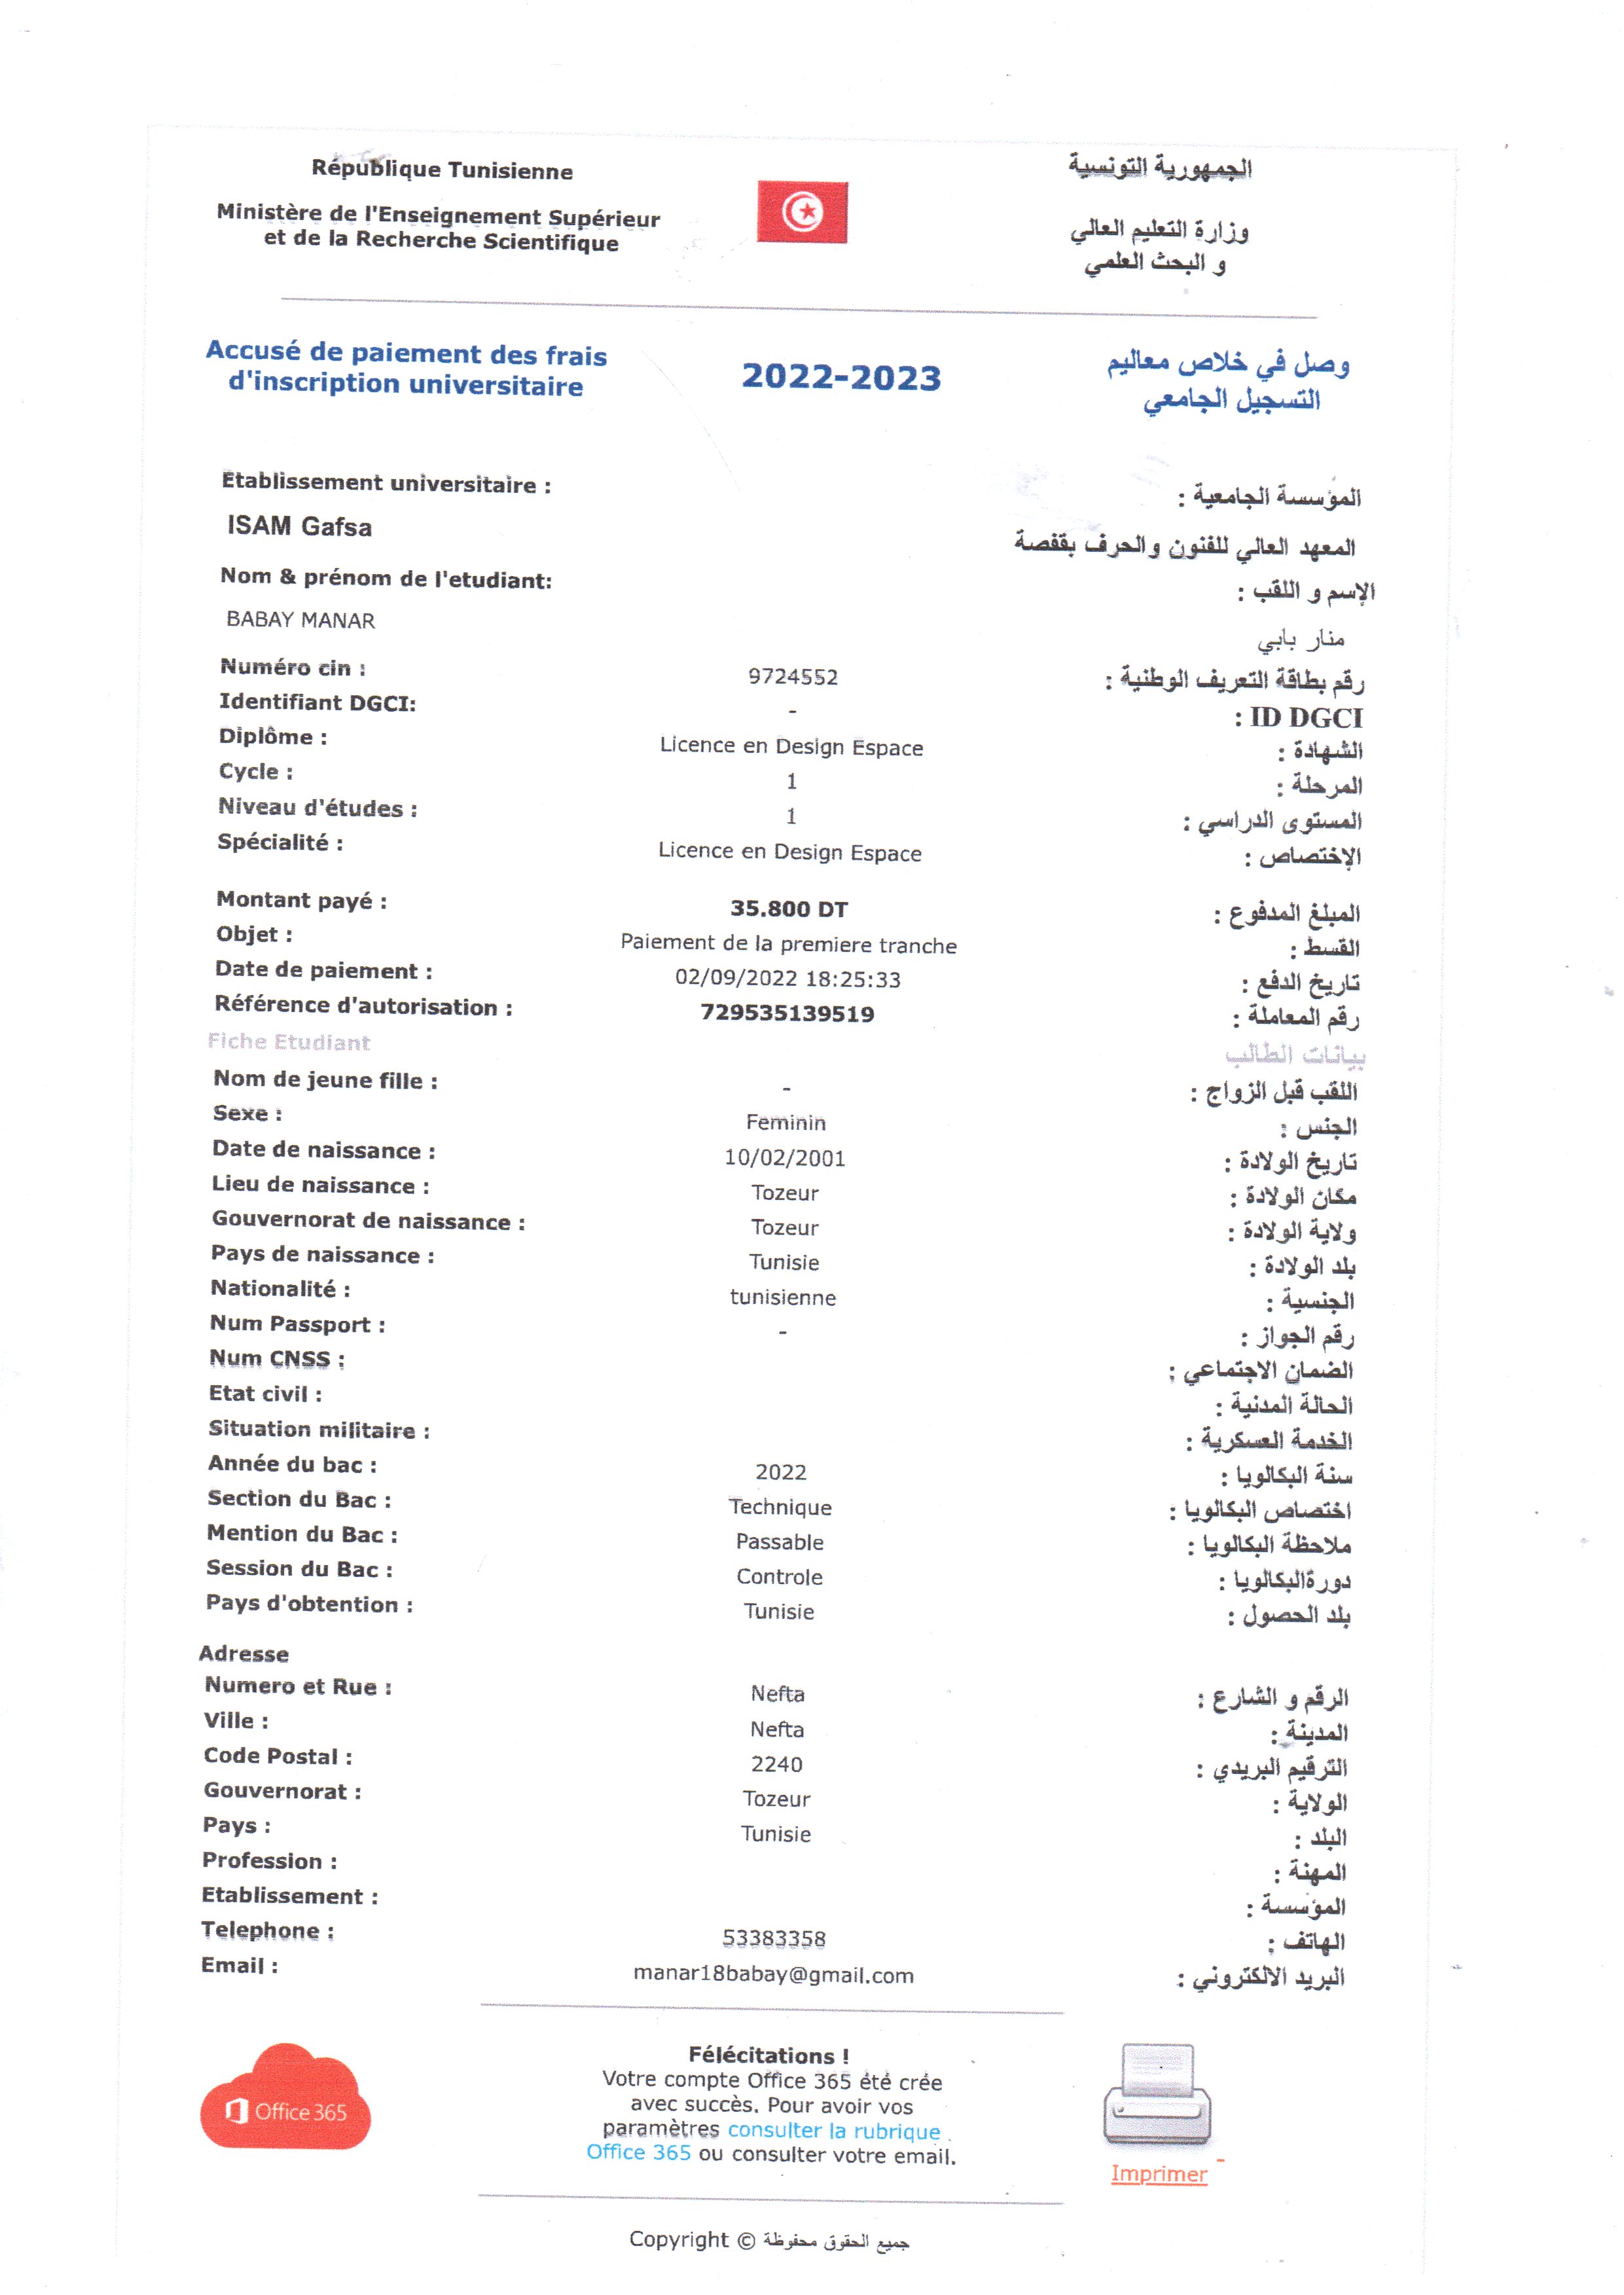 République Tunisienne
الجمهورية التونسية
Ministère de l'Enseignement Supérieur
et de la Recherche Scientifique
وزارة التعليم العالي
و البحث العلمي
Accusé de paiement des frais
d'inscription universitaire
2022-2023
وصل في خلاص معاليم
التسجيل الجامعي
Etablissement universitaire :
المؤسسة الجامعية :
ISAM Gafsa
المعهد العالي للفنون والحرف بقفصة
Nom & prénom de l'etudiant:
الإسم و اللقب :
BABAY MANAR
منار بابي
Numéro cin : 9724552 رقم بطاقة التعريف الوطنية :
Identifiant DGCI: - ID DGCI :
Diplôme : Licence en Design Espace الشهادة :
Cycle : 1 المرحلة :
Niveau d'études : 1 المستوى الدراسي :
Spécialité : Licence en Design Espace الإختصاص :
Montant payé : 35.800 DT المبلغ المدفوع :
Objet : Paiement de la premiere tranche القسط :
Date de paiement : 02/09/2022 18:25:33 تاريخ الدفع :
Référence d'autorisation : 729535139519 رقم المعاملة :
Fiche Etudiant بيانات الطالب
Nom de jeune fille : - اللقب قبل الزواج :
Sexe : Feminin الجنس :
Date de naissance : 10/02/2001 تاريخ الولادة :
Lieu de naissance : Tozeur مكان الولادة :
Gouvernorat de naissance : Tozeur ولاية الولادة :
Pays de naissance : Tunisie بلد الولادة :
Nationalité : tunisienne الجنسية :
Num Passport : - رقم الجواز :
Num CNSS : الضمان الاجتماعي :
Etat civil : الحالة المدنية :
Situation militaire : الخدمة العسكرية :
Année du bac : 2022 سنة البكالويا :
Section du Bac : Technique اختصاص البكالويا :
Mention du Bac : Passable ملاحظة البكالويا :
Session du Bac : Controle دورةالبكالويا :
Pays d'obtention : Tunisie بلد الحصول :
Adresse
Numero et Rue : Nefta الرقم و الشارع :
Ville : Nefta المدينة :
Code Postal : 2240 الترقيم البريدي :
Gouvernorat : Tozeur الولاية :
Pays : Tunisie البلد :
Profession : المهنة :
Etablissement : المؤسسة :
Telephone : 53383358 الهاتف :
Email : manar18babay@gmail.com البريد الالكتروني :
Office 365
Félécitations !
Votre compte Office 365 été crée
avec succès. Pour avoir vos
paramètres consulter la rubrique
Office 365 ou consulter votre email.
Imprimer
Copyright © جميع الحقوق محفوظة